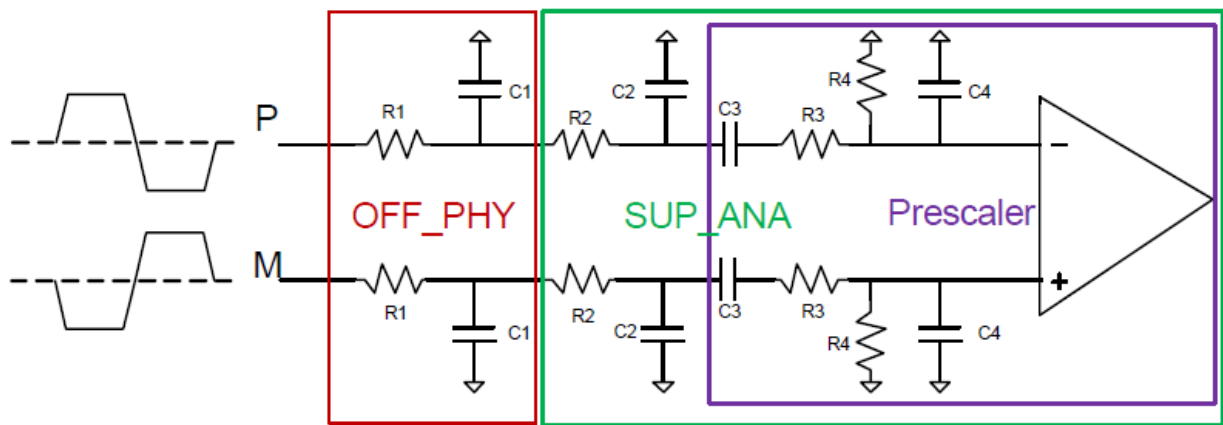 P
R1
C1
R2
C2
C3
R3
R4
C4
-
OFF_PHY
SUP_ANA
Prescaler
M
R1
C1
R2
C2
C3
R3
R4
C4
+